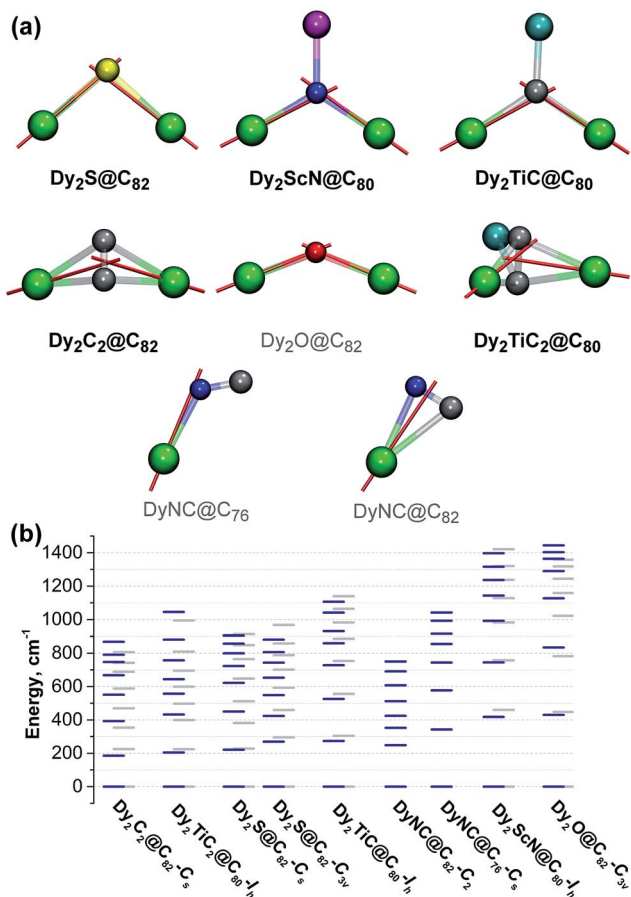 (a)
Dy₂S@C₈₂
Dy₂ScN@C₈₀
Dy₂TiC@C₈₀
Dy₂C₂@C₈₂
Dy₂O@C₈₂
Dy₂TiC₂@C₈₀
DyNC@C₇₆
DyNC@C₈₂
(b)
Energy, cm⁻¹
1400
1200
1000
800
600
400
200
0
Dy₂C₂@C₈₂-Cₛ
Dy₂TiC₂@C₈₀-Iₕ
Dy₂S@C₈₂-Cₛ
Dy₂S@C₈₂-C₃ᵥ
Dy₂TiC@C₈₀-Iₕ
DyNC@C₈₂-C₂
DyNC@C₇₆-Cₛ
Dy₂ScN@C₈₀-Iₕ
Dy₂O@C₈₂-C₃ᵥ